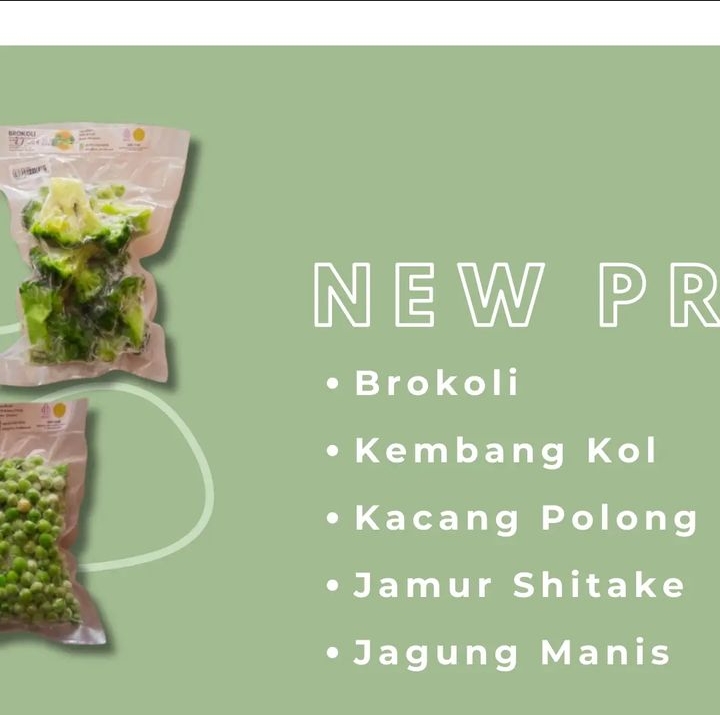 BROKOLI
NEW PR
• Brokoli
• Kembang Kol
• Kacang Polong
• Jamur Shitake
• Jagung Manis